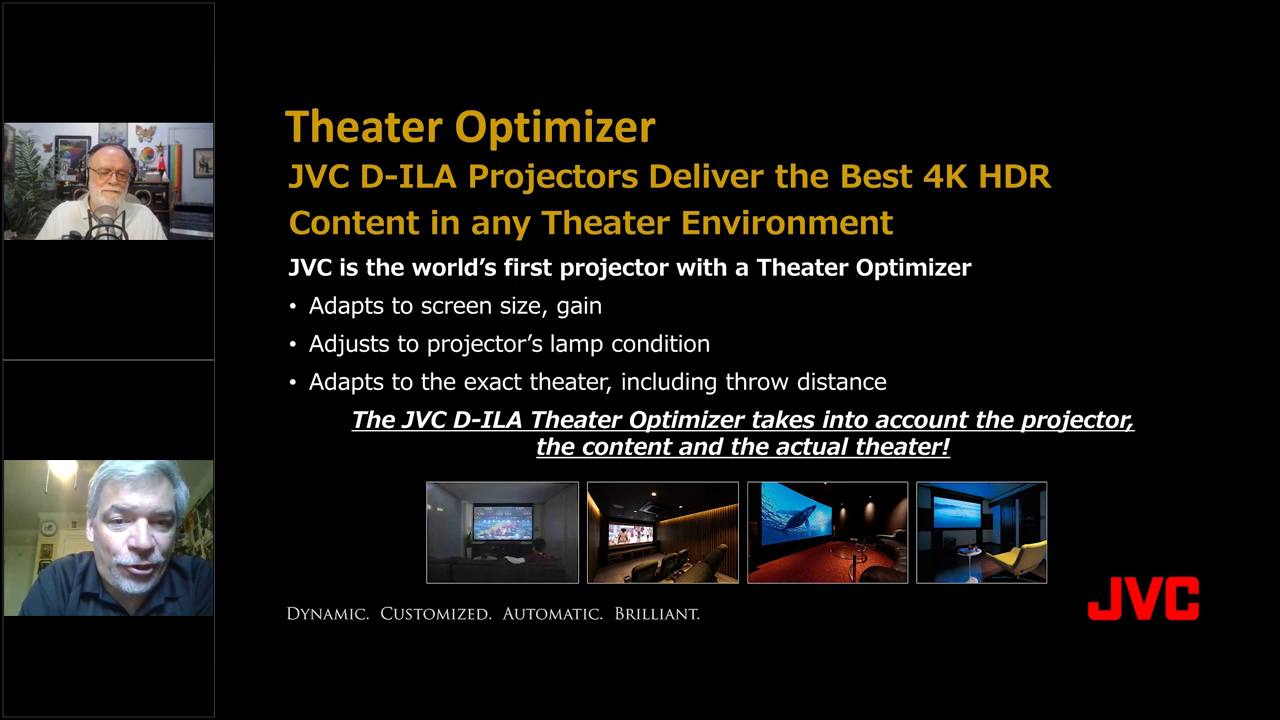 Theater Optimizer
JVC D-ILA Projectors Deliver the Best 4K HDR
Content in any Theater Environment
JVC is the world’s first projector with a Theater Optimizer
• Adapts to screen size, gain
• Adjusts to projector’s lamp condition
• Adapts to the exact theater, including throw distance
The JVC D-ILA Theater Optimizer takes into account the projector,
the content and the actual theater!
JVC
Dynamic. Customized. Automatic. Brilliant.